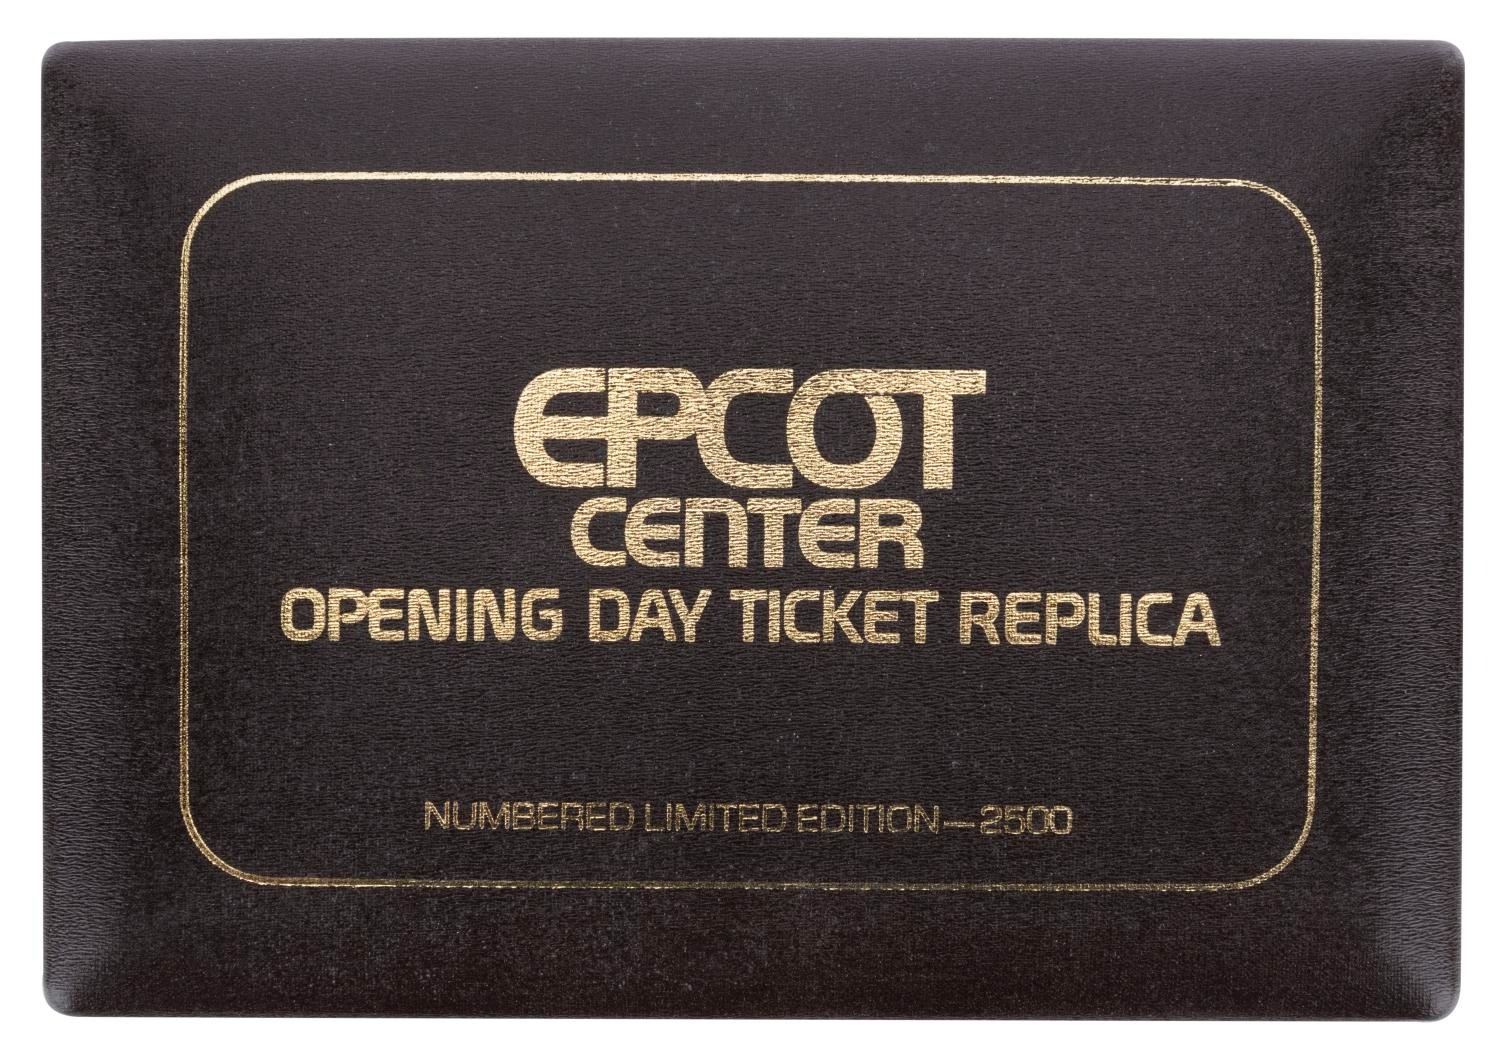 EPCOT
CENTER
OPENING DAY TICKET REPLICA
NUMBERED LIMITED EDITION—2500